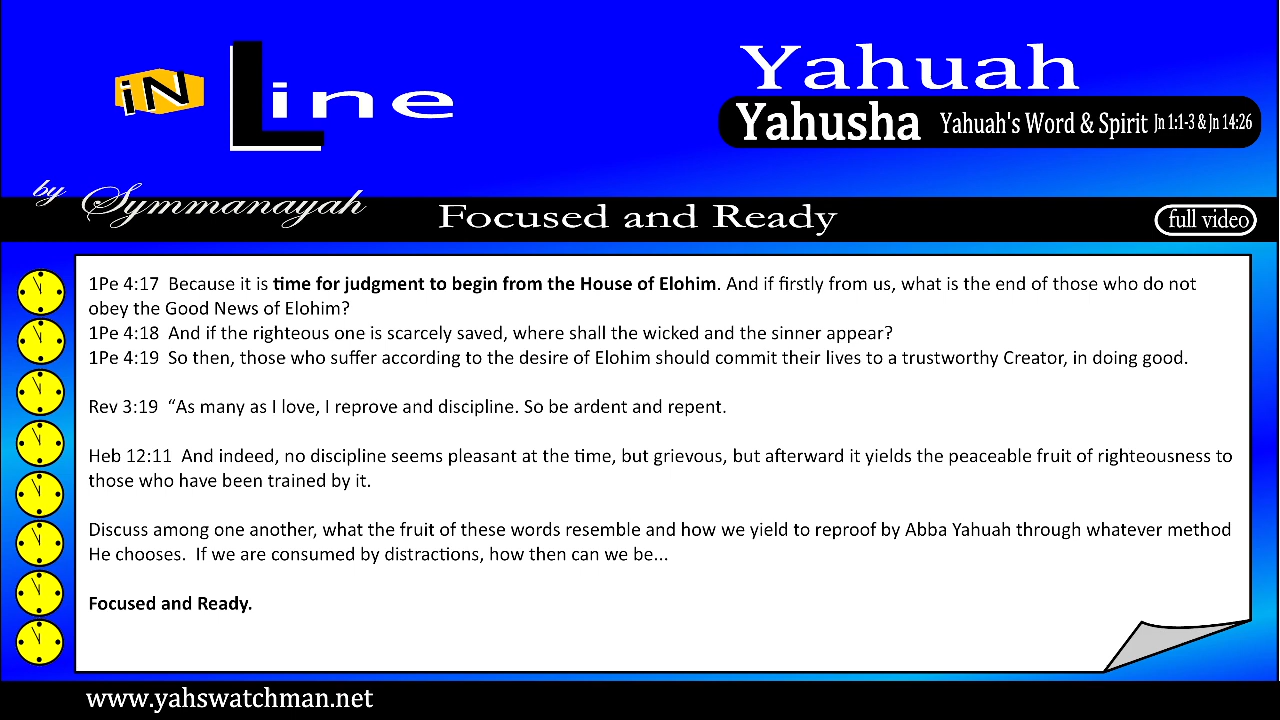 iN Line
Yahuah
Yahusha Yahuah's Word & Spirit Jn 1:1-3 & Jn 14:26
by Symmanayah
Focused and Ready
full video
1Pe 4:17 Because it is time for judgment to begin from the House of Elohim. And if firstly from us, what is the end of those who do not
obey the Good News of Elohim?
1Pe 4:18 And if the righteous one is scarcely saved, where shall the wicked and the sinner appear?
1Pe 4:19 So then, those who suffer according to the desire of Elohim should commit their lives to a trustworthy Creator, in doing good.
Rev 3:19 “As many as I love, I reprove and discipline. So be ardent and repent.
Heb 12:11 And indeed, no discipline seems pleasant at the time, but grievous, but afterward it yields the peaceable fruit of righteousness to
those who have been trained by it.
Discuss among one another, what the fruit of these words resemble and how we yield to reproof by Abba Yahuah through whatever method
He chooses. If we are consumed by distractions, how then can we be...
Focused and Ready.
www.yahswatchman.net